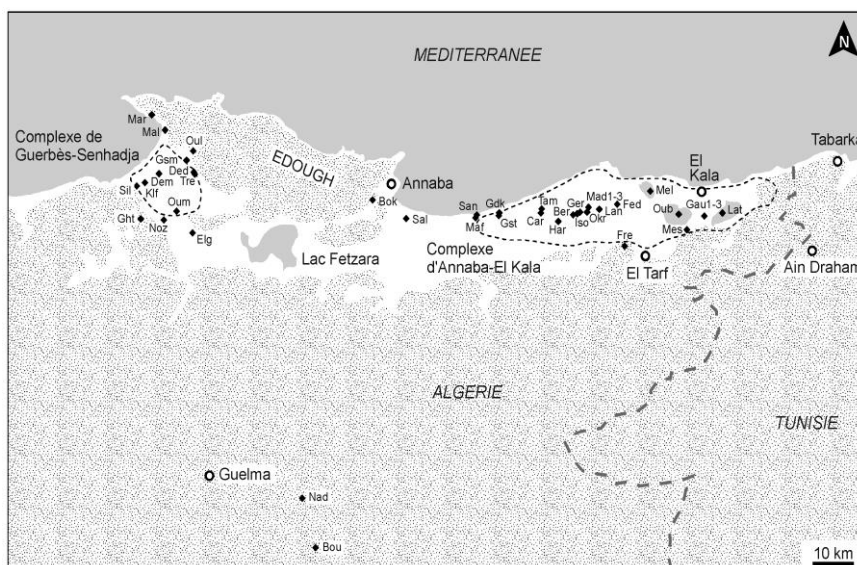 N
MEDITERRANEE
Mar
Mal
Complexe de
Guerbès-Senhadja
Oul
Gsm
Ded
Dem
Tre
Sil
Klf
Oum
Ght
Noz
Elg
EDOUGH
Annaba
Bok
Sal
Lac Fetzara
Complexe
d'Annaba-El Kala
San
Maf
Gdk
Gst
Tam
Car
Ber
Har
Ger
Iso
Mad1-3
Okr
Lan
Fed
Fre
El Tarf
Mel
El
Kala
Oub
Gau1-3
Lat
Mes
Tabarka
Ain Draham
ALGERIE
TUNISIE
Guelma
Nad
Bou
10 km